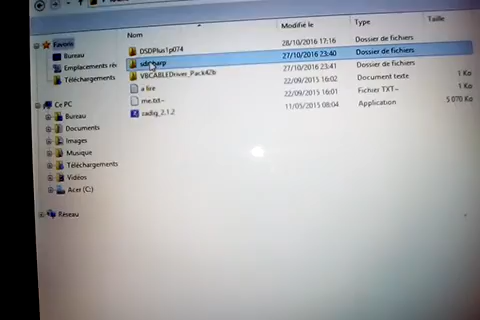 Nom Modifié le Type Taille
DSDPlus1p074 28/10/2016 17:16 Dossier de fichiers
sdrsharp 27/10/2016 23:40 Dossier de fichiers
VBCABLEDriver_Pack42b 27/10/2016 23:41 Dossier de fichiers
a lire 22/09/2015 16:02 Document texte 1 Ko
me.txt~ 22/09/2015 16:01 Fichier TXT~ 1 Ko
zadig_2.1.2 11/05/2015 08:04 Application 5 070 Ko
Favoris
Bureau
Emplacements réc
Téléchargements
Ce PC
Bureau
Documents
Images
Musique
Téléchargements
Vidéos
Acer (C:)
Réseau